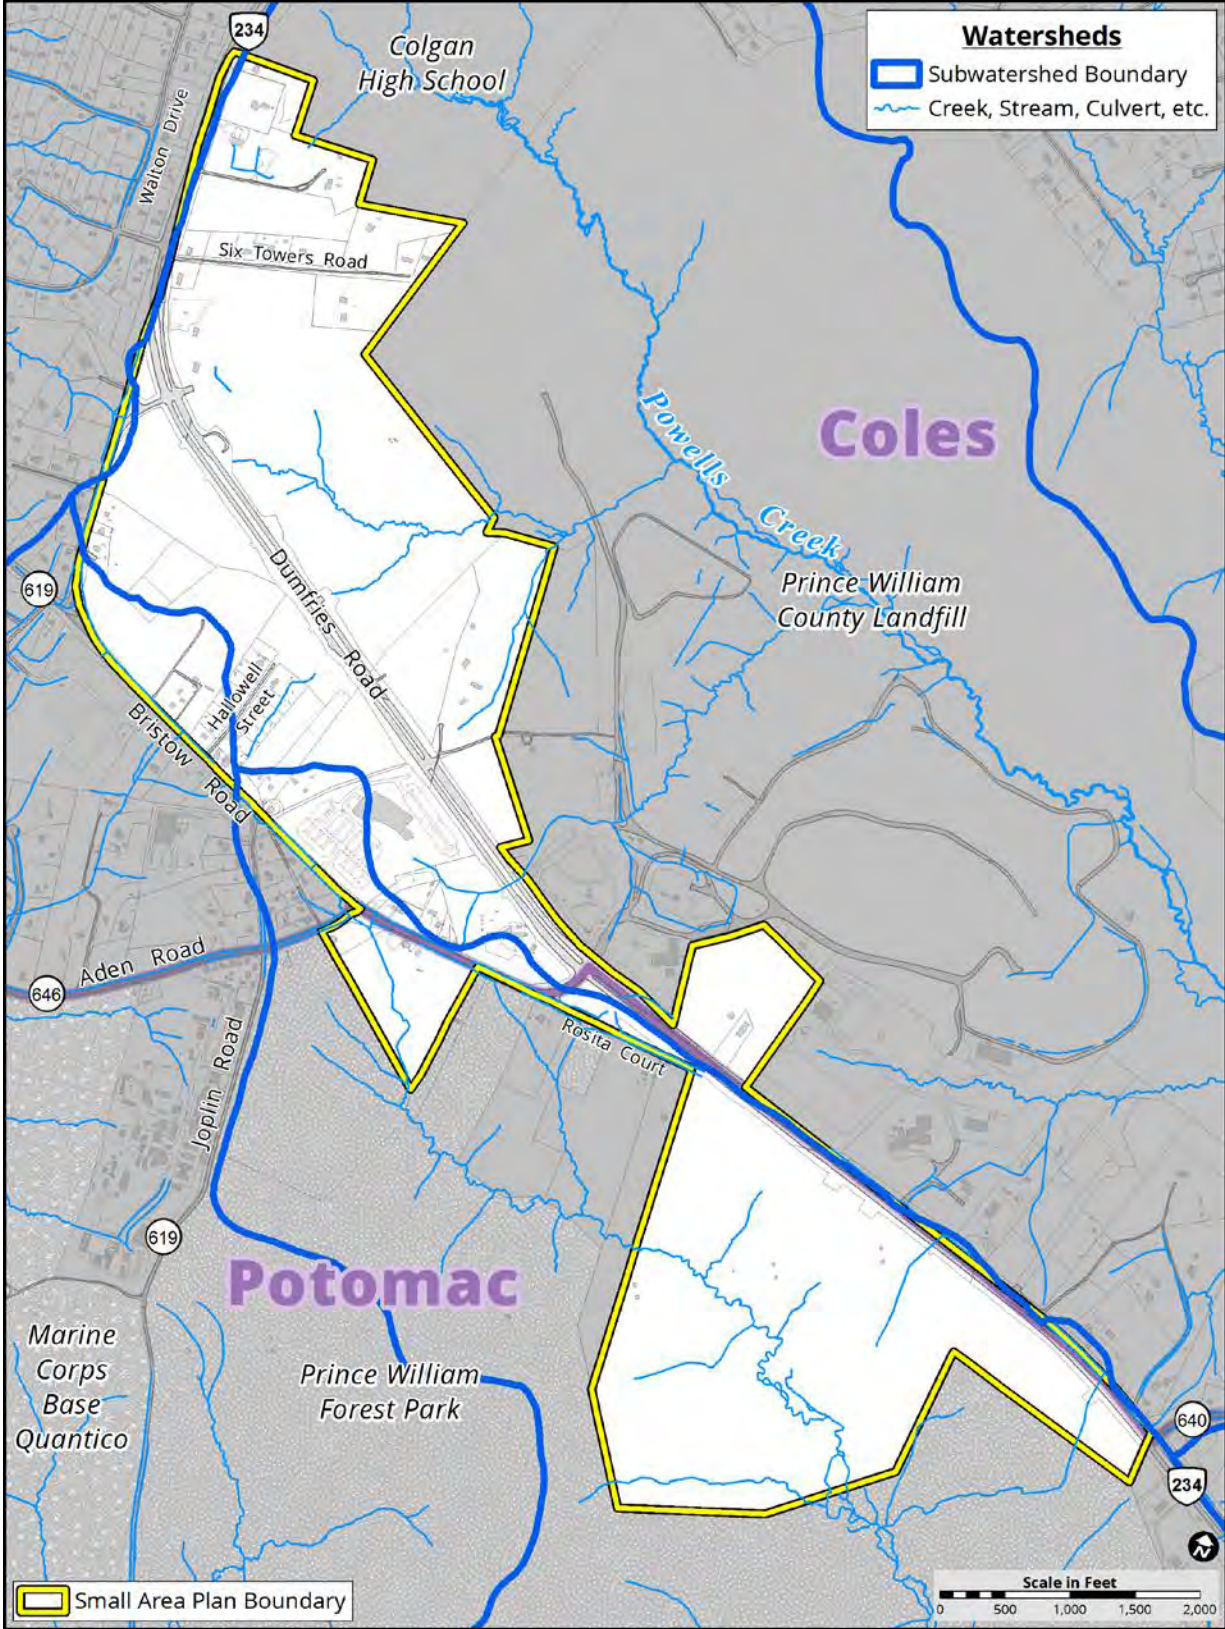 234
Colgan
High School
Watersheds
Subwatershed Boundary
Creek, Stream, Culvert, etc.
Walton Drive
Six Towers Road
Coles
Powells Creek
Prince William
County Landfill
619
Dumfries Road
Hallowell
Street
Bristow Road
Aden Road
646
Rosita Court
Joplin Road
619
Potomac
Marine
Corps
Base
Quantico
Prince William
Forest Park
640
234
N
Small Area Plan Boundary
Scale in Feet
0 500 1,000 1,500 2,000